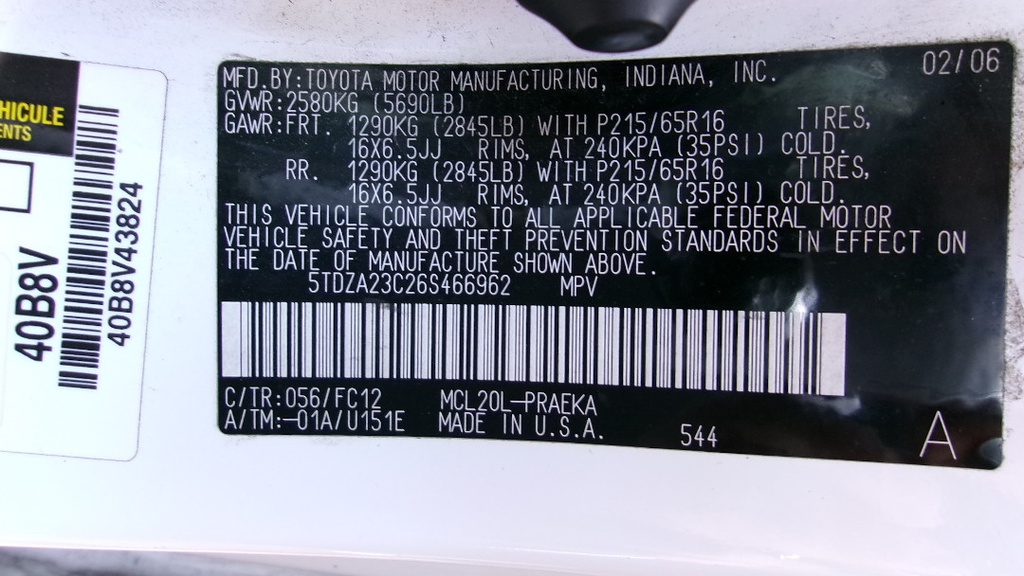 HICULE
ENTS
40B8V
40B8V43824
MFD.BY:TOYOTA MOTOR MANUFACTURING, INDIANA, INC. 02/06
GVWR:2580KG (5690LB)
GAWR:FRT. 1290KG (2845LB) WITH P215/65R16 TIRES,
16X6.5JJ RIMS, AT 240KPA (35PSI) COLD.
RR. 1290KG (2845LB) WITH P215/65R16 TIRES,
16X6.5JJ RIMS, AT 240KPA (35PSI) COLD.
THIS VEHICLE CONFORMS TO ALL APPLICABLE FEDERAL MOTOR
VEHICLE SAFETY AND THEFT PREVENTION STANDARDS IN EFFECT ON
THE DATE OF MANUFACTURE SHOWN ABOVE.
5TDZA23C26S466962 MPV
C/TR:056/FC12 MCL20L-PRAEKA
A/TM:-01A/U151E MADE IN U.S.A. 544 A